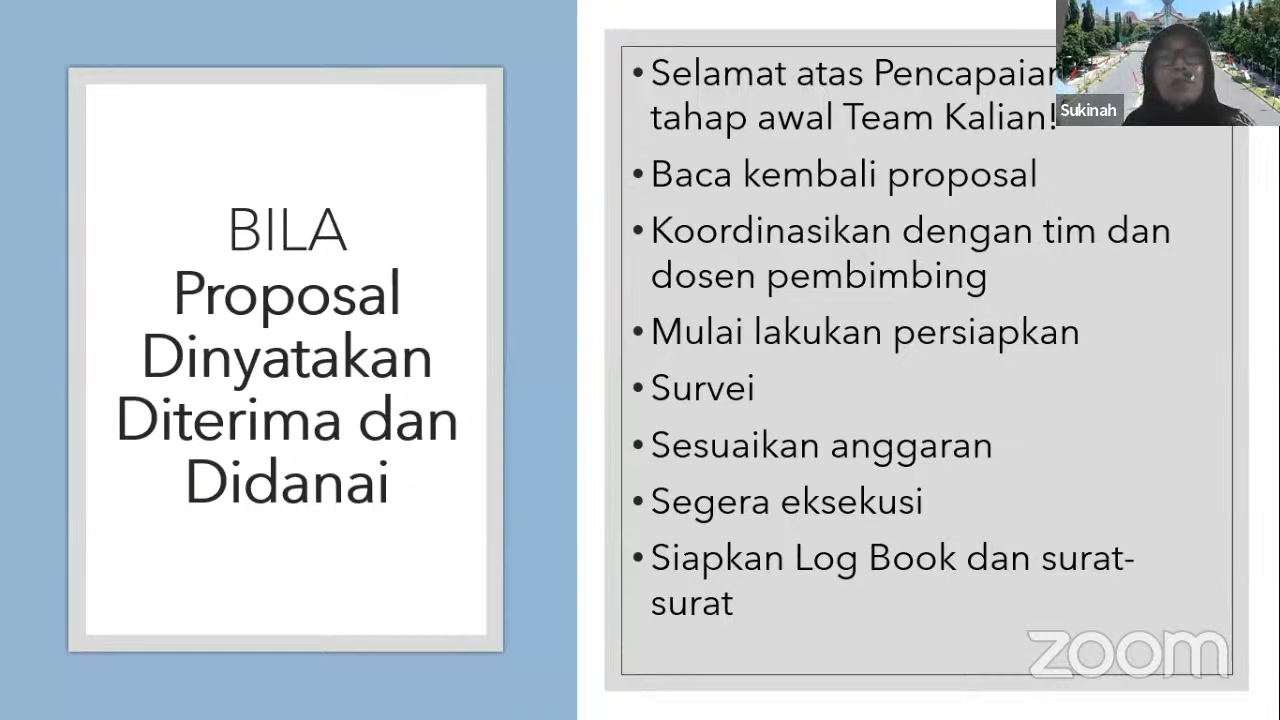 BILA
Proposal
Dinyatakan
Diterima dan
Didanai
• Selamat atas Pencapaian
tahap awal Team Kalian!
• Baca kembali proposal
• Koordinasikan dengan tim dan
dosen pembimbing
• Mulai lakukan persiapkan
• Survei
• Sesuaikan anggaran
• Segera eksekusi
• Siapkan Log Book dan surat-
surat
Sukinah
zoom